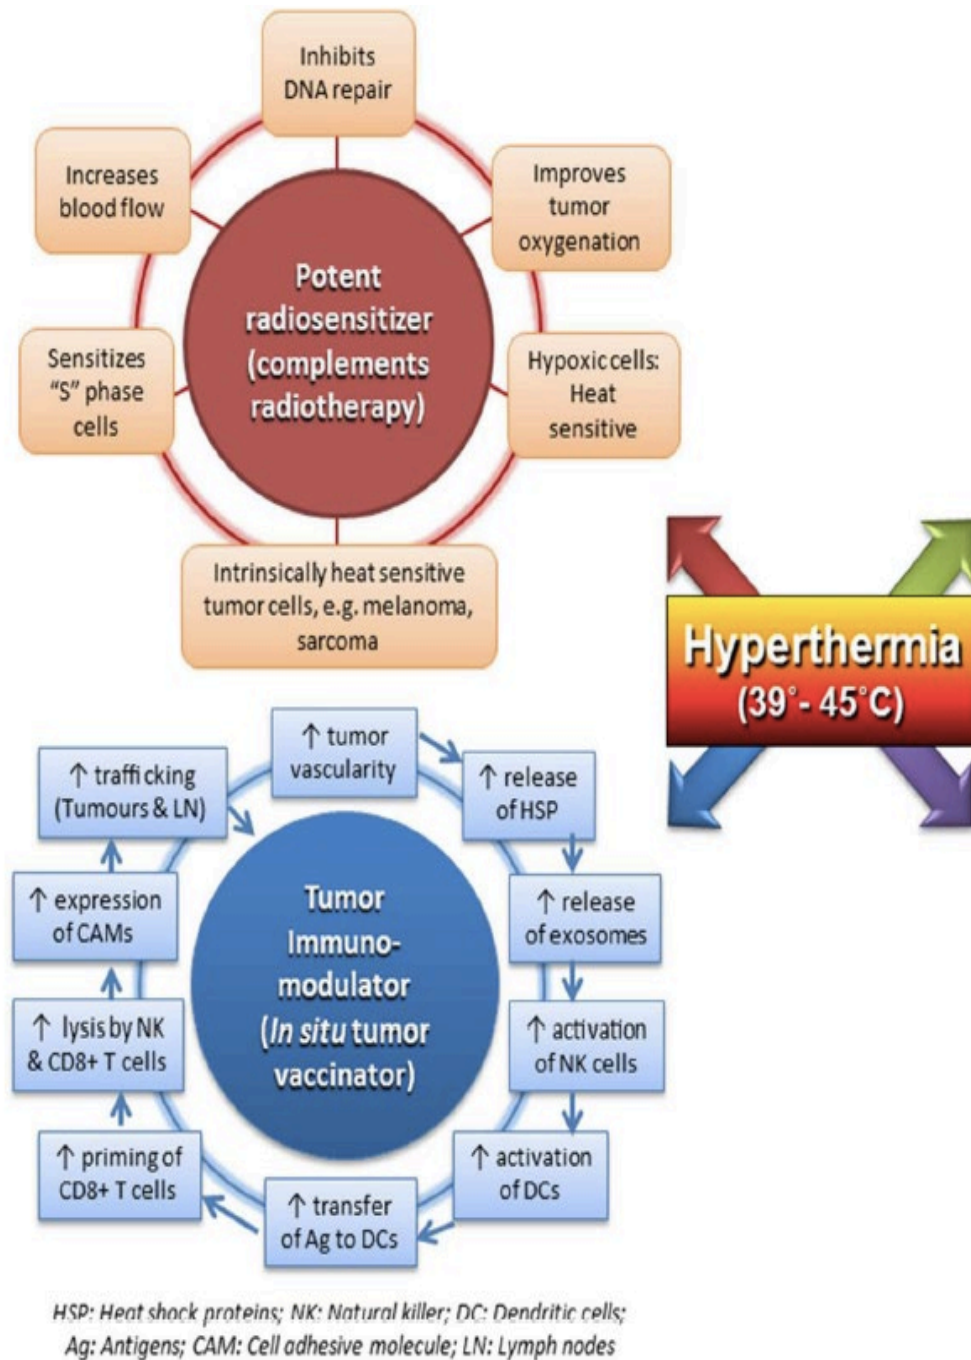 Inhibits
DNA repair
Increases
blood flow
Improves
tumor
oxygenation
Potent
radiosensitizer
(complements
radiotherapy)
Sensitizes
“S” phase
cells
Hypoxic cells:
Heat
sensitive
Intrinsically heat sensitive
tumor cells, e.g. melanoma,
sarcoma
Hyperthermia
(39˚- 45˚C)
↑ tumor
vascularity
↑ release
of HSP
↑ release
of exosomes
↑ activation
of NK cells
↑ activation
of DCs
↑ transfer
of Ag to DCs
↑ priming of
CD8+ T cells
↑ lysis by NK
& CD8+ T cells
↑ expression
of CAMs
↑ trafficking
(Tumours & LN)
Tumor
Immuno-
modulator
(In situ tumor
vaccinator)
HSP: Heat shock proteins; NK: Natural killer; DC: Dendritic cells;
Ag: Antigens; CAM: Cell adhesive molecule; LN: Lymph nodes